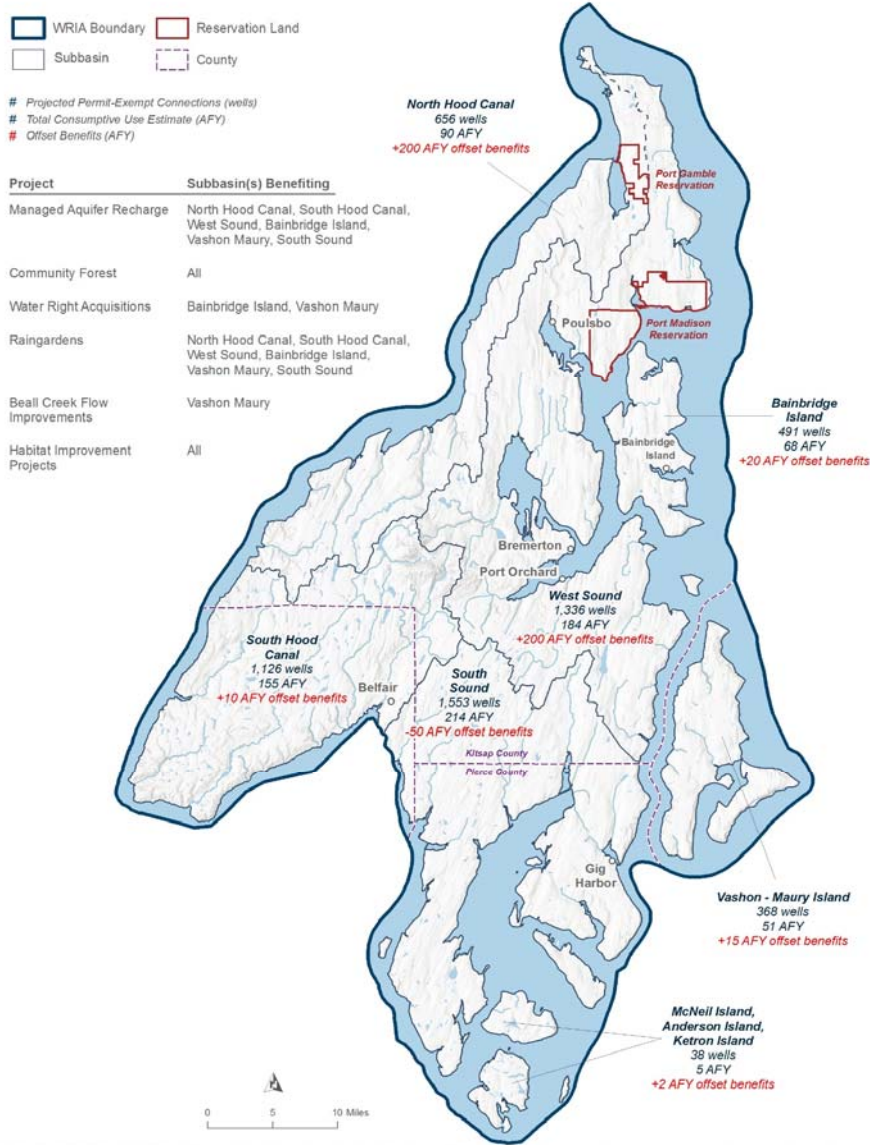 WRIA Boundary
Reservation Land
Subbasin
County
# Projected Permit-Exempt Connections (wells)
# Total Consumptive Use Estimate (AFY)
# Offset Benefits (AFY)
Project Subbasin(s) Benefiting
Managed Aquifer Recharge North Hood Canal, South Hood Canal,
West Sound, Bainbridge Island,
Vashon Maury, South Sound
Community Forest All
Water Right Acquisitions Bainbridge Island, Vashon Maury
Raingardens North Hood Canal, South Hood Canal,
West Sound, Bainbridge Island,
Vashon Maury, South Sound
Beall Creek Flow Vashon Maury
Improvements
Habitat Improvement All
Projects
North Hood Canal
656 wells
90 AFY
+200 AFY offset benefits
Port Gamble
Reservation
Poulsbo
Port Madison
Reservation
Bainbridge
Island
491 wells
68 AFY
+20 AFY offset benefits
Bainbridge
Island
Bremerton
Port Orchard
West Sound
1,336 wells
184 AFY
+200 AFY offset benefits
South Hood
Canal
1,126 wells
155 AFY
+10 AFY offset benefits
Belfair
South
Sound
1,553 wells
214 AFY
-50 AFY offset benefits
Kitsap County
Pierce County
Gig
Harbor
Vashon - Maury Island
368 wells
51 AFY
+15 AFY offset benefits
McNeil Island,
Anderson Island,
Ketron Island
38 wells
5 AFY
+2 AFY offset benefits
N
0 5 10 Miles